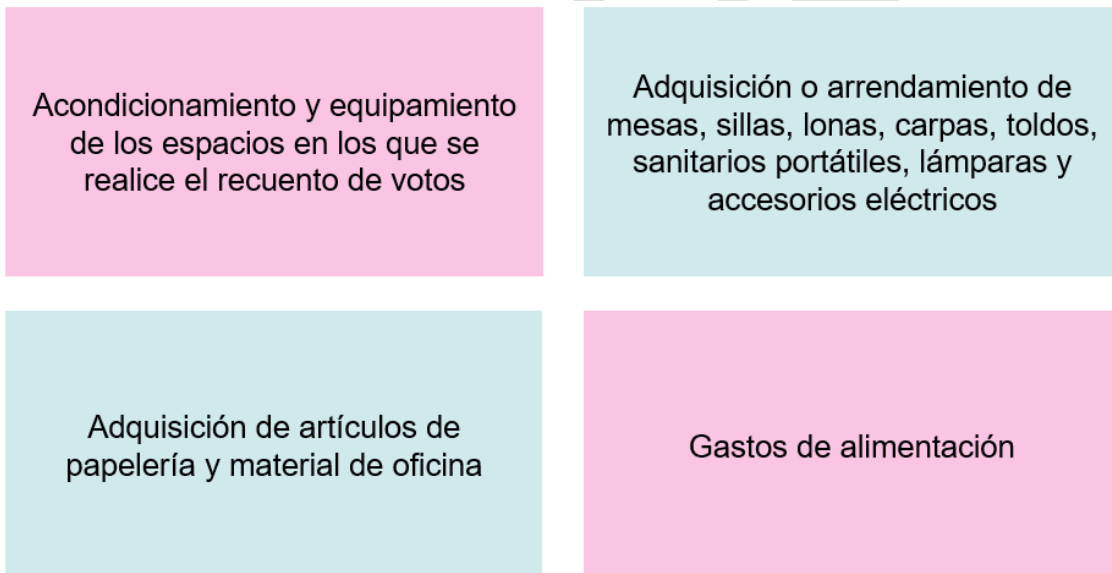 Acondicionamiento y equipamiento
de los espacios en los que se
realice el recuento de votos
Adquisición o arrendamiento de
mesas, sillas, lonas, carpas, toldos,
sanitarios portátiles, lámparas y
accesorios eléctricos
Adquisición de artículos de
papelería y material de oficina
Gastos de alimentación